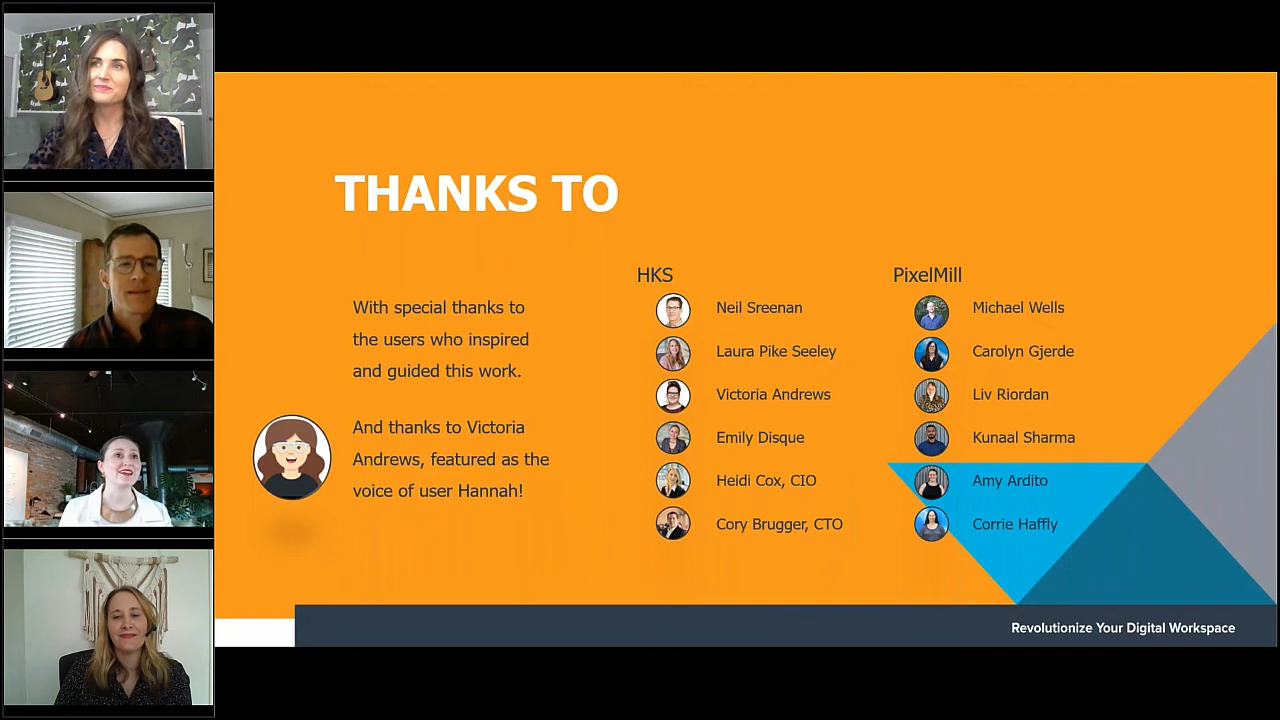 THANKS TO
With special thanks to
the users who inspired
and guided this work.
And thanks to Victoria
Andrews, featured as the
voice of user Hannah!
HKS
Neil Sreenan
Laura Pike Seeley
Victoria Andrews
Emily Disque
Heidi Cox, CIO
Cory Brugger, CTO
PixelMill
Michael Wells
Carolyn Gjerde
Liv Riordan
Kunaal Sharma
Amy Ardito
Corrie Haffly
Revolutionize Your Digital Workspace